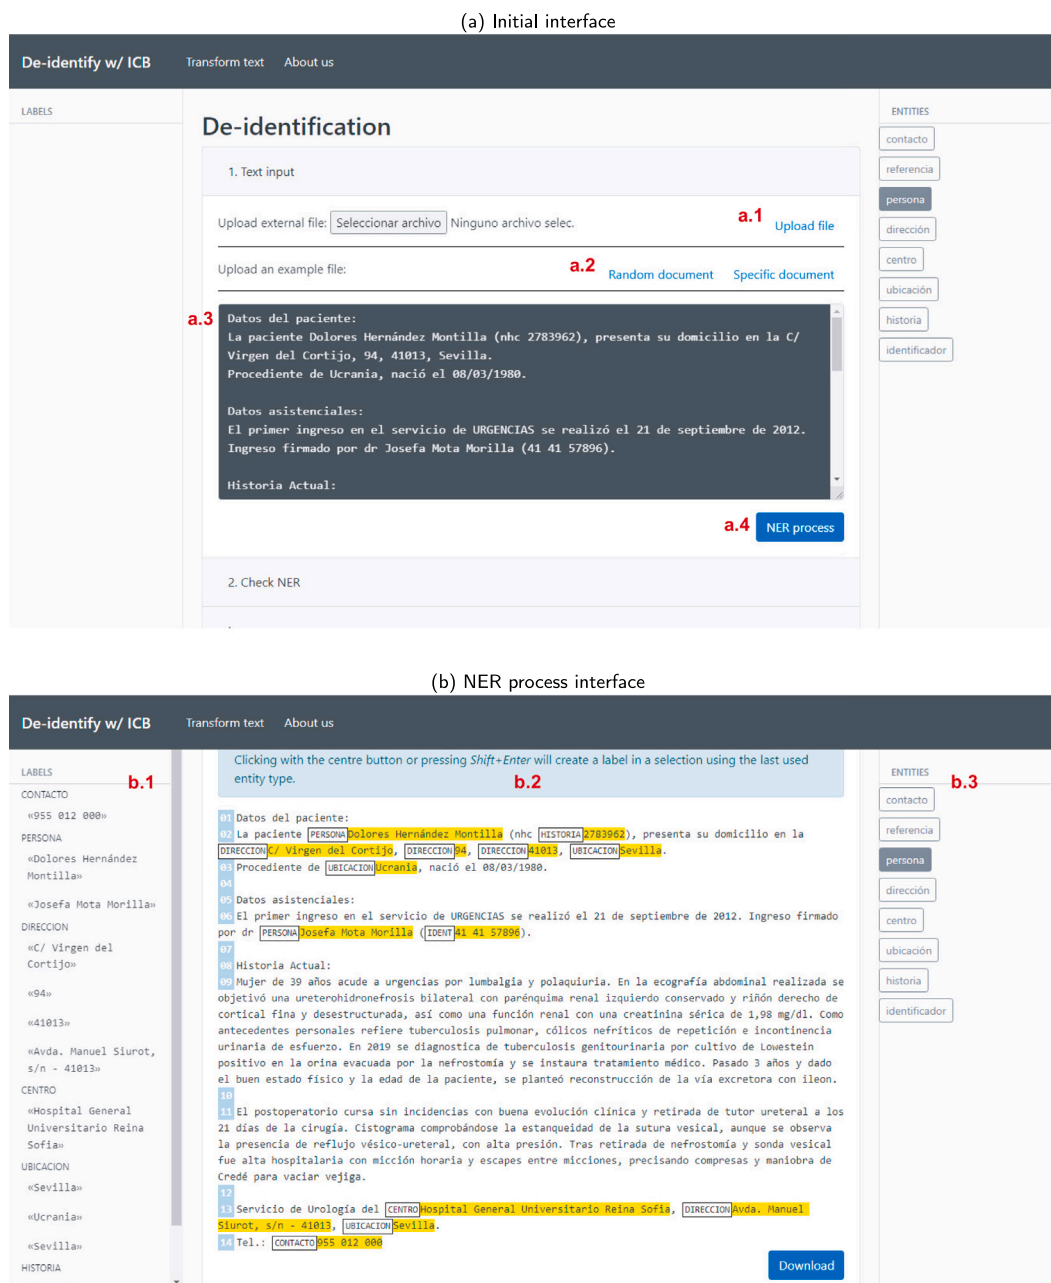 (a) Initial interface
De-identify w/ ICB Transform text About us
LABELS
De-identification
1. Text input
Upload external file: Seleccionar archivo Ninguno archivo selec. a.1 Upload file
Upload an example file: a.2 Random document Specific document
a.3
Datos del paciente:
La paciente Dolores Hernández Montilla (nhc 2783962), presenta su domicilio en la C/
Virgen del Cortijo, 94, 41013, Sevilla.
Procediente de Ucrania, nació el 08/03/1980.
Datos asistenciales:
El primer ingreso en el servicio de URGENCIAS se realizó el 21 de septiembre de 2012.
Ingreso firmado por dr Josefa Mota Morilla (41 41 57896).
Historia Actual:
a.4 NER process
2. Check NER
ENTITIES
contacto
referencia
persona
dirección
centro
ubicación
historia
identificador
(b) NER process interface
De-identify w/ ICB Transform text About us
LABELS
b.1
CONTACTO
«955 012 000»
PERSONA
«Dolores Hernández
Montilla»
«Josefa Mota Morilla»
DIRECCION
«C/ Virgen del
Cortijo»
«94»
«41013»
«Avda. Manuel Siurot,
s/n - 41013»
CENTRO
«Hospital General
Universitario Reina
Sofia»
UBICACION
«Sevilla»
«Ucrania»
«Sevilla»
HISTORIA
Clicking with the centre button or pressing Shift+Enter will create a label in a selection using the last used
entity type.
b.2
01 Datos del paciente:
02 La paciente PERSONA Dolores Hernández Montilla (nhc HISTORIA 2783962), presenta su domicilio en la
DIRECCION C/ Virgen del Cortijo, DIRECCION 94, DIRECCION 41013, UBICACION Sevilla.
03 Procediente de UBICACION Ucrania, nació el 08/03/1980.
04
05 Datos asistenciales:
06 El primer ingreso en el servicio de URGENCIAS se realizó el 21 de septiembre de 2012. Ingreso firmado
por dr PERSONA Josefa Mota Morilla (IDENT 41 41 57896).
07
08 Historia Actual:
09 Mujer de 39 años acude a urgencias por lumbalgia y polaquiuria. En la ecografía abdominal realizada se
objetivó una ureterohidronefrosis bilateral con parénquima renal izquierdo conservado y riñón derecho de
cortical fina y desestructurada, así como una función renal con una creatinina sérica de 1,98 mg/dl. Como
antecedentes personales refiere tuberculosis pulmonar, cólicos nefríticos de repetición e incontinencia
urinaria de esfuerzo. En 2019 se diagnostica de tuberculosis genitourinaria por cultivo de Lowestein
positivo en la orina evacuada por la nefrostomía y se instaura tratamiento médico. Pasado 3 años y dado
el buen estado físico y la edad de la paciente, se planteó reconstrucción de la vía excretora con ileon.
10
11 El postoperatorio cursa sin incidencias con buena evolución clínica y retirada de tutor ureteral a los
21 días de la cirugía. Cistograma comprobándose la estanqueidad de la sutura vesical, aunque se observa
la presencia de reflujo vésico-ureteral, con alta presión. Tras retirada de nefrostomía y sonda vesical
fue alta hospitalaria con micción horaria y escapes entre micciones, precisando compresas y maniobra de
Credé para vaciar vejiga.
12
13 Servicio de Urología del CENTRO Hospital General Universitario Reina Sofia, DIRECCION Avda. Manuel
Siurot, s/n - 41013, UBICACION Sevilla.
14 Tel.: CONTACTO 955 012 000
Download
ENTITIES
b.3
contacto
referencia
persona
dirección
centro
ubicación
historia
identificador